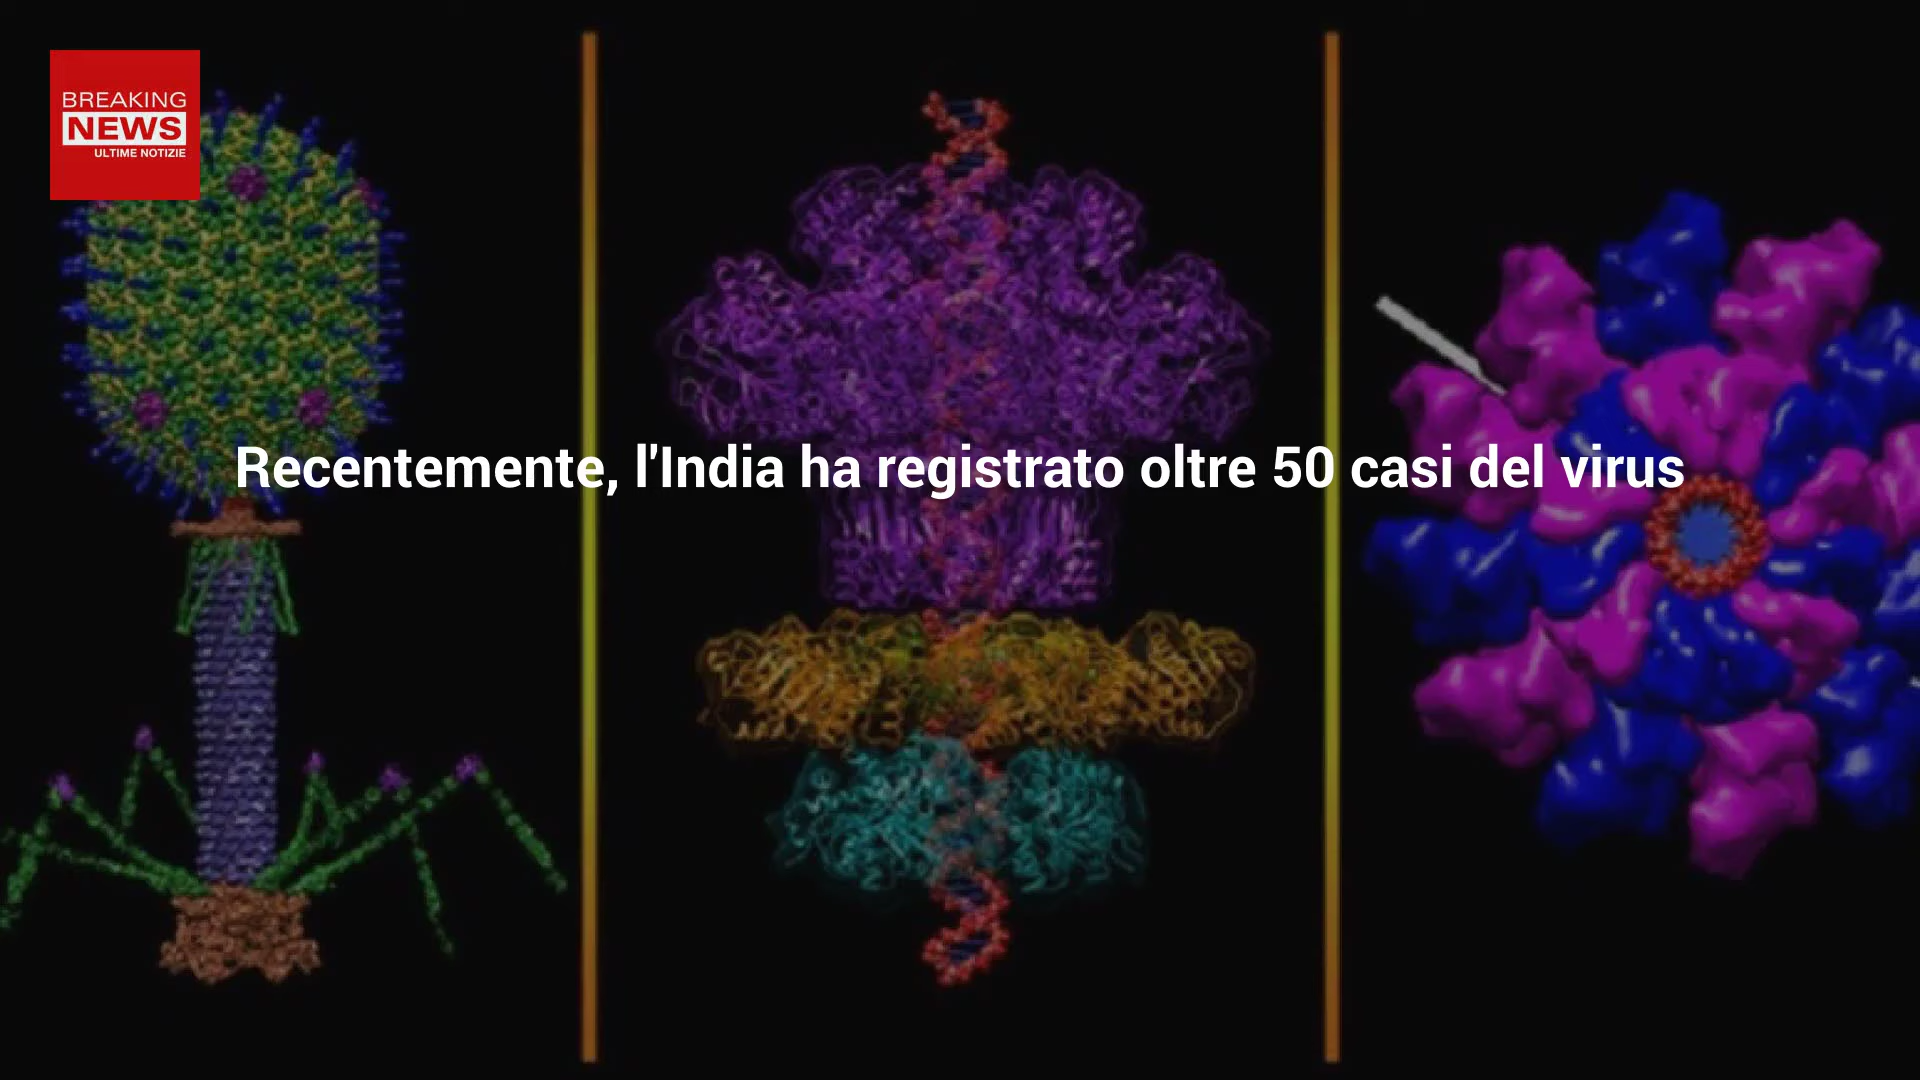 BREAKING
NEWS
ULTIME NOTIZIE
Recentemente, l'India ha registrato oltre 50 casi del virus